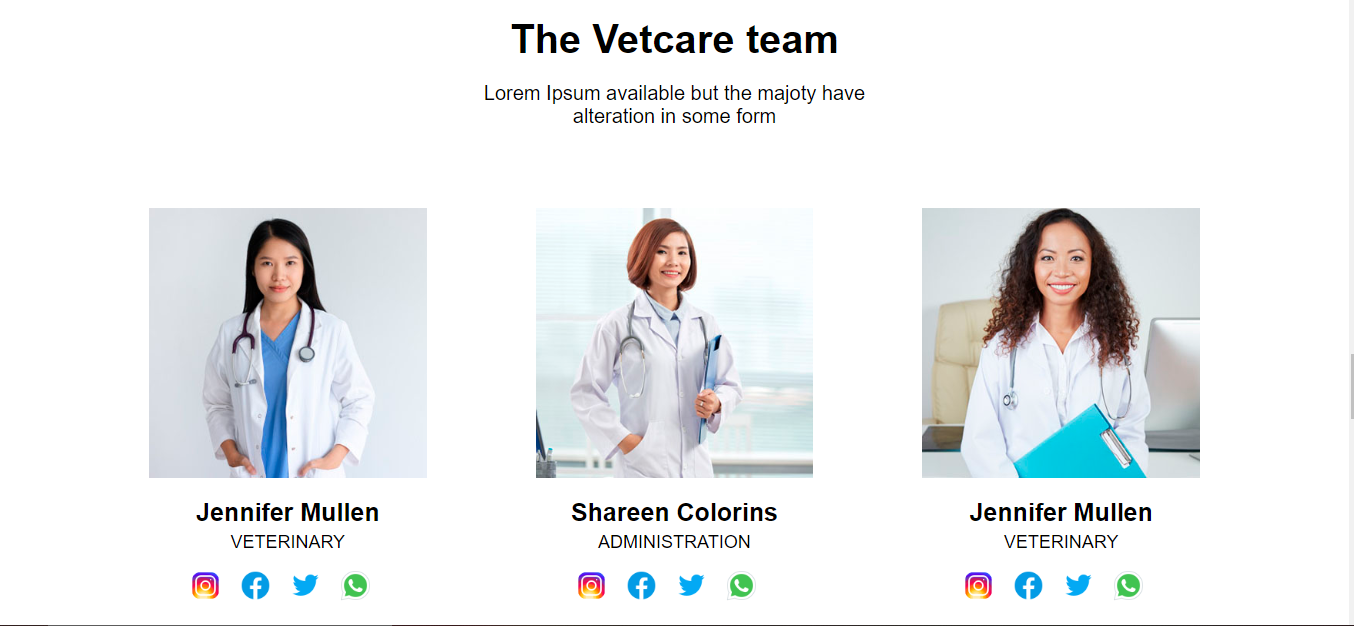 The Vetcare team
Lorem Ipsum available but the majoty have
alteration in some form
Jennifer Mullen
VETERINARY
Shareen Colorins
ADMINISTRATION
Jennifer Mullen
VETERINARY